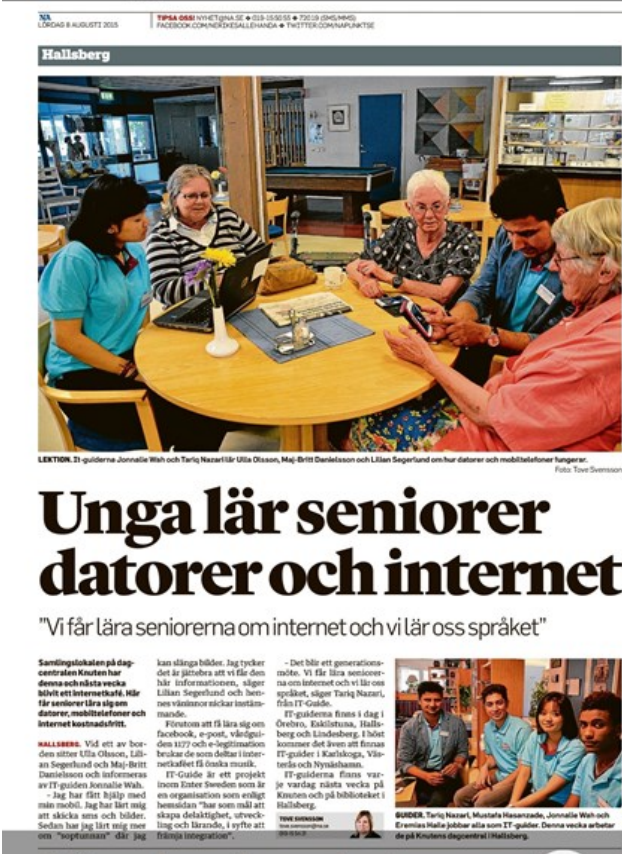 NA
LÖRDAG 8 AUGUSTI 2015
TIPSA OSS! NYHET@NA.SE ◆ 019-15 50 55 ◆ 72019 (SMS/MMS)
FACEBOOK.COM/NERIKESALLEHANDA ◆ TWITTER.COM/NAPUNKTSE
Hallsberg
LEKTION. It-guiderna Jonnalie Wah och Tariq Nazari lär Ulla Olsson, Maj-Britt Danielsson och Lilian Segerlund om hur datorer och mobiltelefoner fungerar.
Foto: Tove Svensson
Unga lär seniorer
datorer och internet
"Vi får lära seniorerna om internet och vi lär oss språket"
Samlingslokalen på dag-
centralen Knuten har
denna och nästa vecka
blivit ett internetkafé. Här
får seniorer lära sig om
datorer, mobiltelefoner och
internet kostnadsfritt.
HALLSBERG. Vid ett av bor-
den sitter Ulla Olsson, Lili-
an Segerlund och Maj-Britt
Danielsson och informeras
av IT-guiden Jonnalie Wah.
– Jag har fått hjälp med
min mobil. Jag har lärt mig
att skicka sms och bilder.
Sedan har jag lärt mig mer
om "soptunnan" där jag
kan slänga bilder. Jag tycker
det är jättebra att vi får den
här informationen, säger
Lilian Segerlund och hen-
nes väninnor nickar instäm-
mande.
Förutom att få lära sig om
facebook, e-post, vårdgui-
den 1177 och e-legitimation
brukar de som deltar i inter-
netkaféet få önska musik.
IT-Guide är ett projekt
inom Enter Sweden som är
en organisation som enligt
hemsidan "har som mål att
skapa delaktighet, utveck-
ling och lärande, i syfte att
främja integration".
– Det blir ett generations-
möte. Vi får lära seniorer-
na om internet och vi lär oss
språket, säger Tariq Nazari,
från IT-Guide.
IT-guiderna finns i dag i
Örebro, Eskilstuna, Halls-
berg och Lindesberg. I höst
kommer det även att finnas
IT-guider i Karlskoga, Väs-
terås och Nynäshamn.
IT-guiderna finns var-
je vardag nästa vecka på
Knuten och på biblioteket i
Hallsberg.
TOVE SVENSSON
tove.svensson@na.se
GUIDER. Tariq Nazari, Mustafa Hasanzade, Jonnalie Wah och
Eremias Haile jobbar alla som IT-guider. Denna vecka arbetar
de på Knutens dagcentral i Hallsberg.